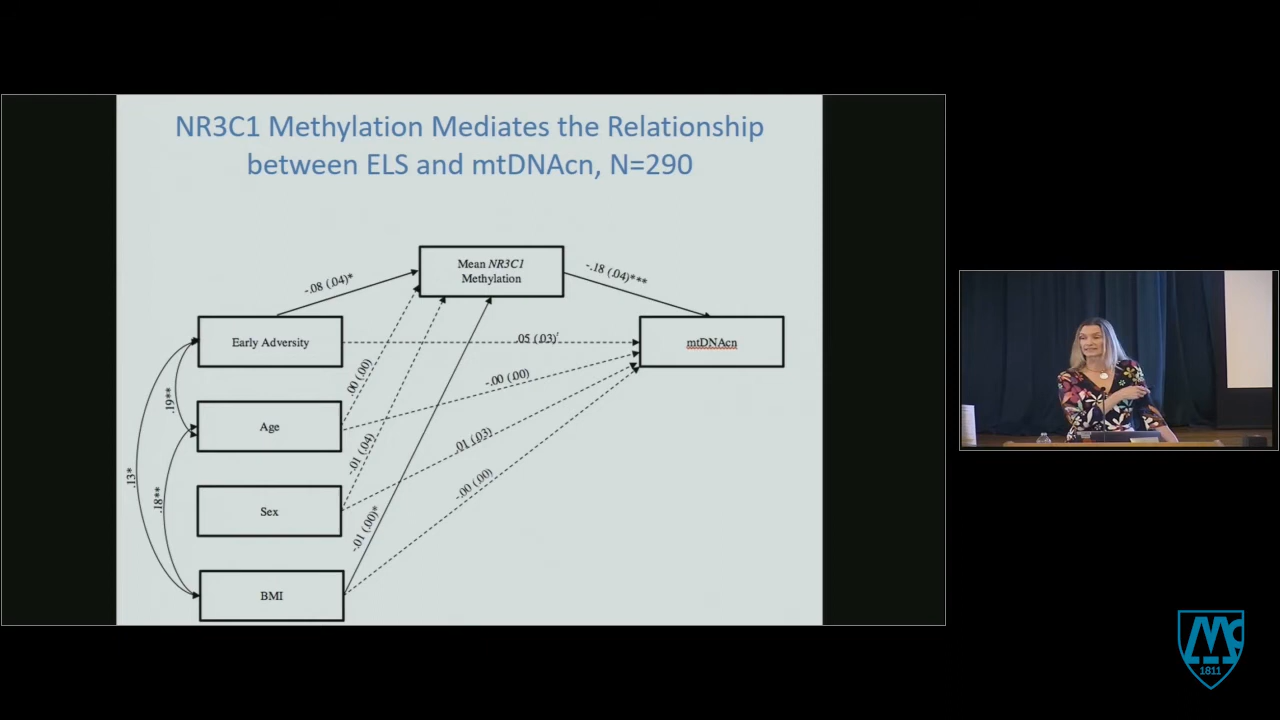 NR3C1 Methylation Mediates the Relationship
between ELS and mtDNAcn, N=290
Mean NR3C1
Methylation
-.08 (.04)*
-.18 (.04)***
Early Adversity
.05 (.03)ᵗ
mtDNAcn
.00 (.00)
-.00 (.00)
.19**
Age
-.01 (.04)
.01 (.03)
.13*
.18**
-.00 (.00)
Sex
-.01 (.00)*
BMI
1811